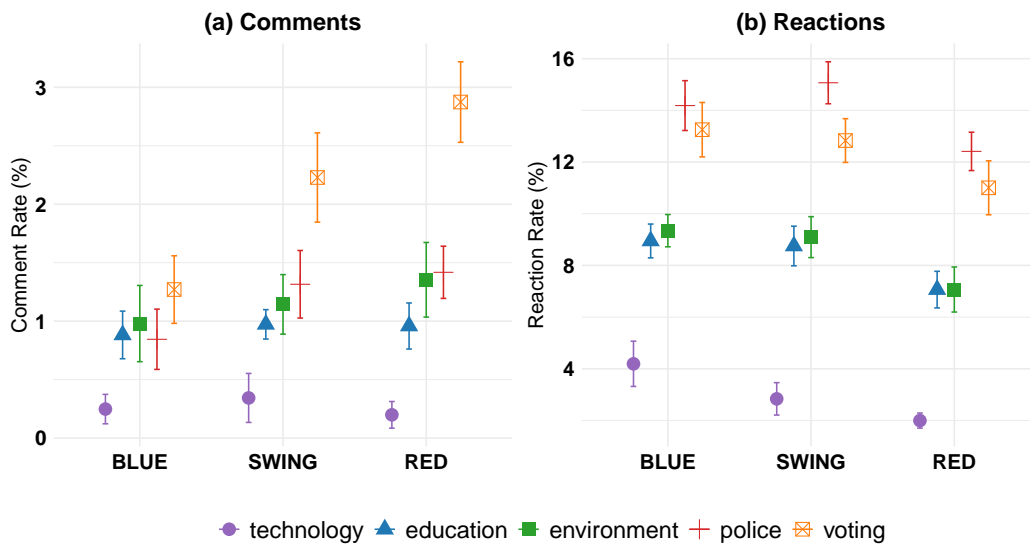 (a) Comments
Comment Rate (%)
3
2
1
0
BLUE SWING RED
(b) Reactions
Reaction Rate (%)
16
12
8
4
BLUE SWING RED
technology education environment police voting